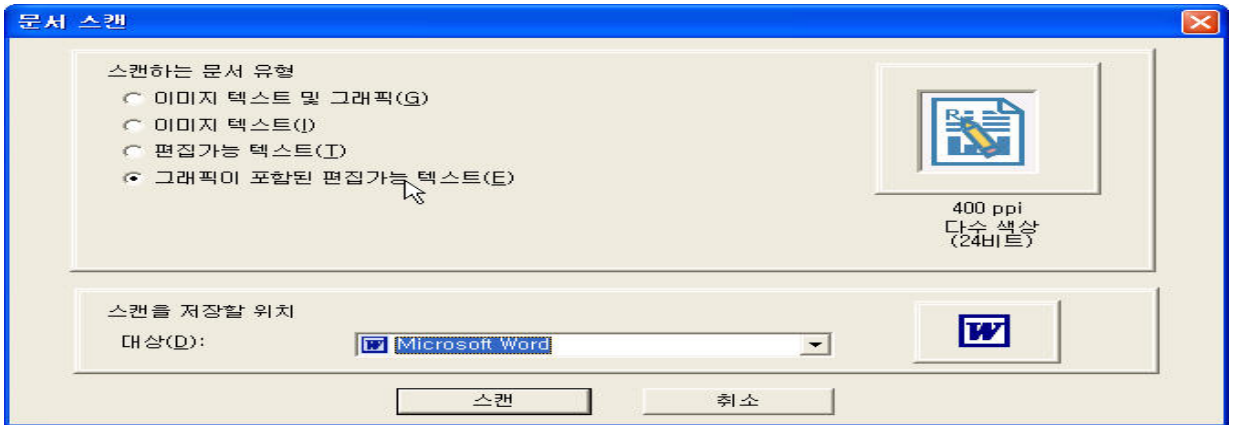 문서 스캔
스캔하는 문서 유형
이미지 텍스트 및 그래픽(G)
이미지 텍스트(I)
편집가능 텍스트(T)
그래픽이 포함된 편집가능 텍스트(E)
400 ppi
다수 색상
(24비트)
스캔을 저장할 위치
대상(D):
Microsoft Word
스캔
취소